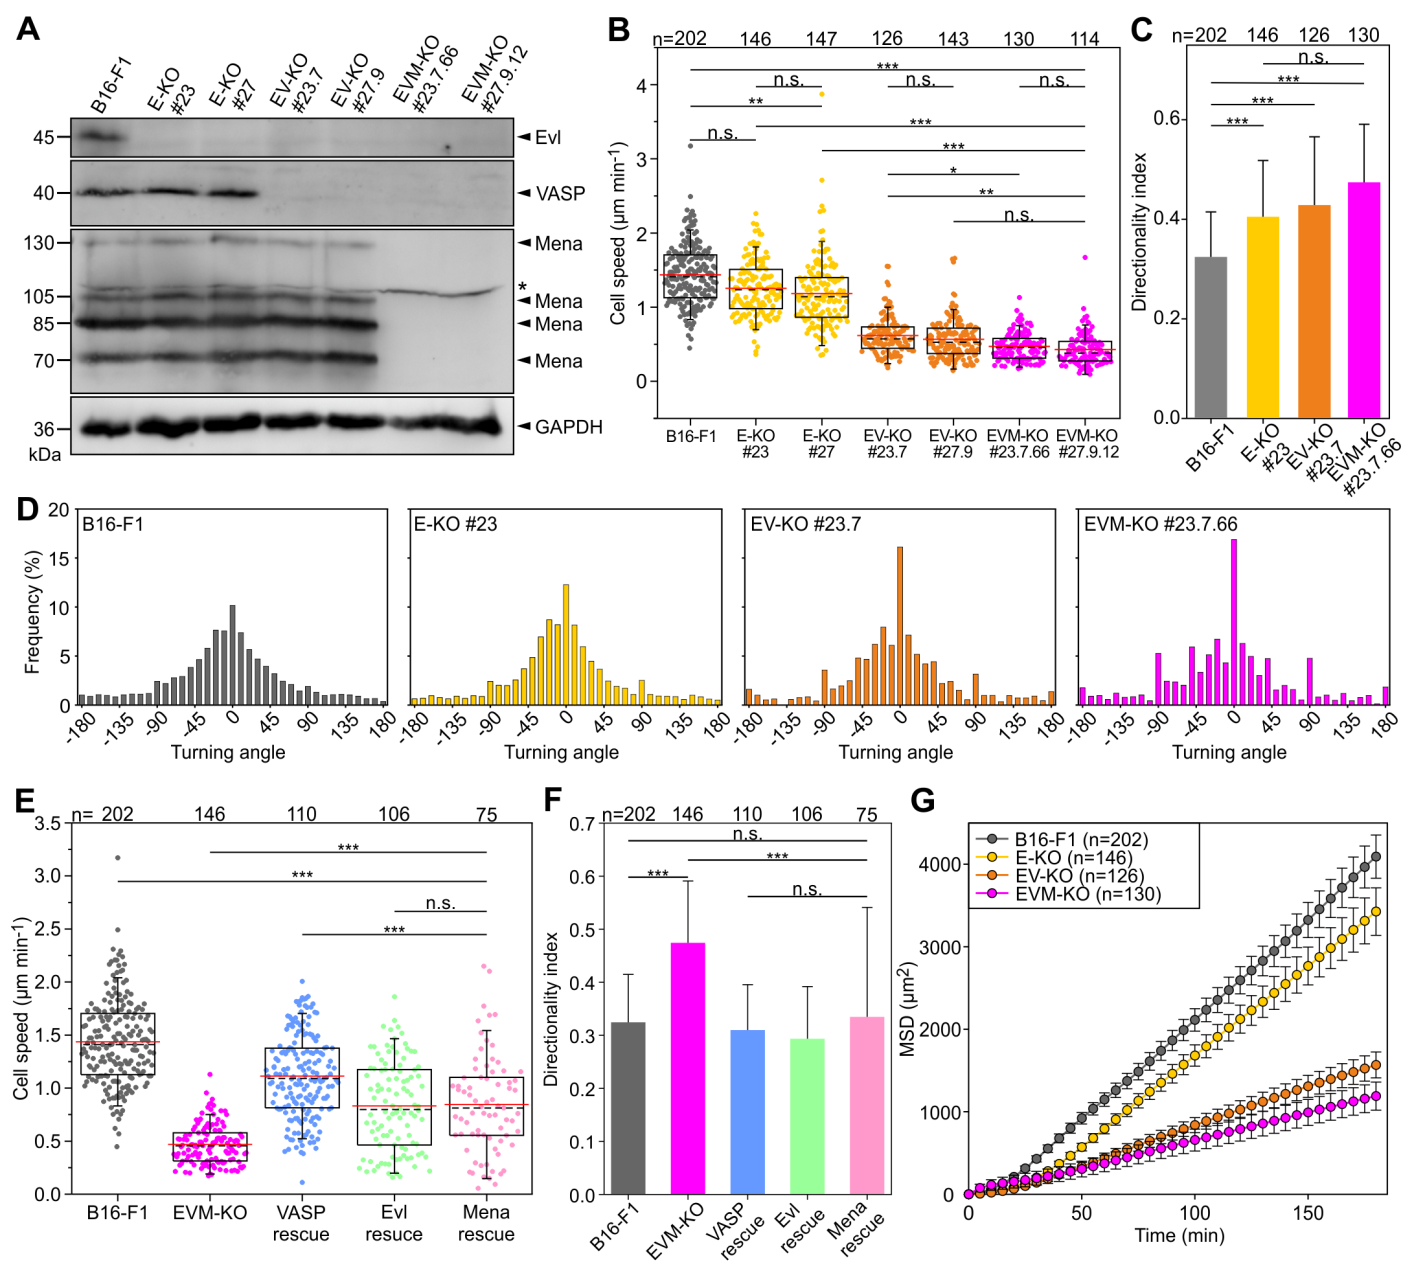 A
B16-F1
E-KO
#23
E-KO
#27
EV-KO
#23.7
EV-KO
#27.9
EVM-KO
#23.7.66
EVM-KO
#27.9.12
45
Evl
40
VASP
130
Mena
*
105
Mena
85
Mena
70
Mena
36
GAPDH
kDa
B
n=202 146 147 126 143 130 114
***
n.s. n.s. n.s.
**
***
n.s.
***
*
**
n.s.
Cell speed (µm min-1)
4
3
2
1
0
B16-F1
E-KO
#23
E-KO
#27
EV-KO
#23.7
EV-KO
#27.9
EVM-KO
#23.7.66
EVM-KO
#27.9.12
C
n=202 146 126 130
n.s.
***
***
***
Directionality index
0.6
0.4
0.2
0.0
B16-F1
E-KO
#23
EV-KO
#23.7
EVM-KO
#23.7.66
D
Frequency (%)
20
15
10
5
0
B16-F1
-180 -135 -90 -45 0 45 90 135 180
Turning angle
E-KO #23
-180 -135 -90 -45 0 45 90 135 180
Turning angle
EV-KO #23.7
-180 -135 -90 -45 0 45 90 135 180
Turning angle
EVM-KO #23.7.66
-180 -135 -90 -45 0 45 90 135 180
Turning angle
E
n= 202 146 110 106 75
***
***
n.s.
***
Cell speed (µm min-1)
3.5
3.0
2.5
2.0
1.5
1.0
0.5
0.0
B16-F1
EVM-KO
VASP
rescue
Evl
resuce
Mena
rescue
F
n=202 146 110 106 75
n.s.
***
***
n.s.
Directionality index
0.7
0.6
0.5
0.4
0.3
0.2
0.1
0.0
B16-F1
EVM-KO
VASP
rescue
Evl
rescue
Mena
rescue
G
B16-F1 (n=202)
E-KO (n=146)
EV-KO (n=126)
EVM-KO (n=130)
MSD (µm2)
4000
3000
2000
1000
0
0 50 100 150
Time (min)